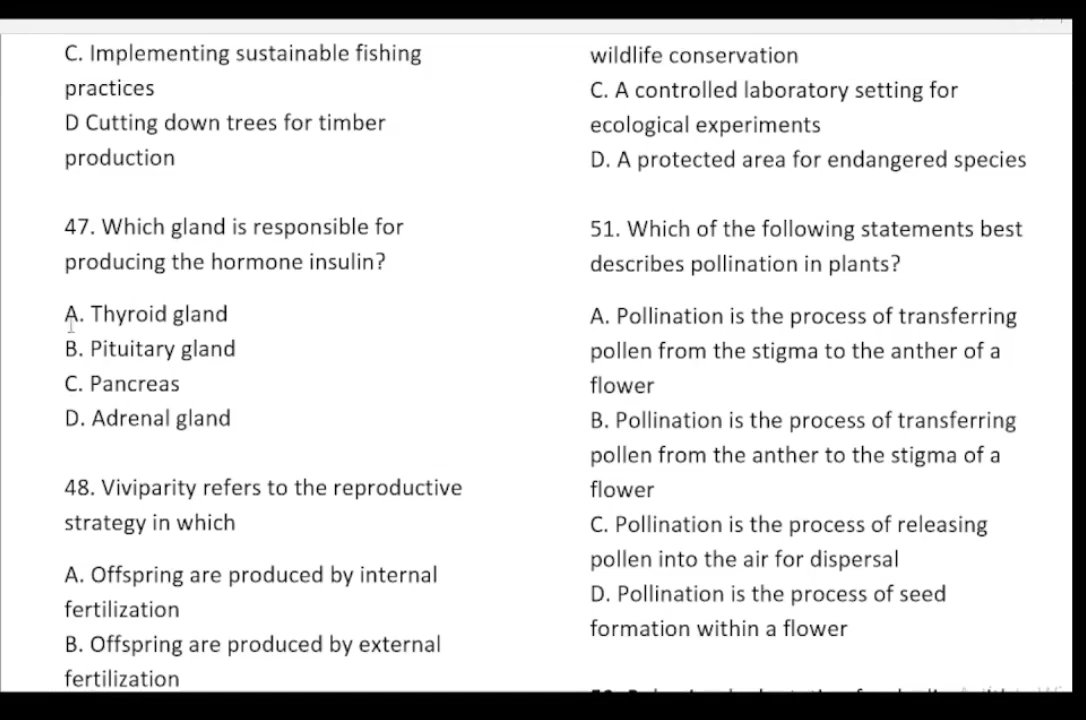 C. Implementing sustainable fishing
practices
D Cutting down trees for timber
production
47. Which gland is responsible for
producing the hormone insulin?
A. Thyroid gland
B. Pituitary gland
C. Pancreas
D. Adrenal gland
48. Viviparity refers to the reproductive
strategy in which
A. Offspring are produced by internal
fertilization
B. Offspring are produced by external
fertilization
wildlife conservation
C. A controlled laboratory setting for
ecological experiments
D. A protected area for endangered species
51. Which of the following statements best
describes pollination in plants?
A. Pollination is the process of transferring
pollen from the stigma to the anther of a
flower
B. Pollination is the process of transferring
pollen from the anther to the stigma of a
flower
C. Pollination is the process of releasing
pollen into the air for dispersal
D. Pollination is the process of seed
formation within a flower